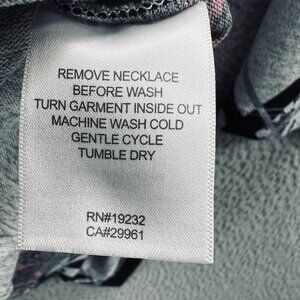 REMOVE NECKLACE
BEFORE WASH
TURN GARMENT INSIDE OUT
MACHINE WASH COLD
GENTLE CYCLE
TUMBLE DRY
RN#19232
CA#29961